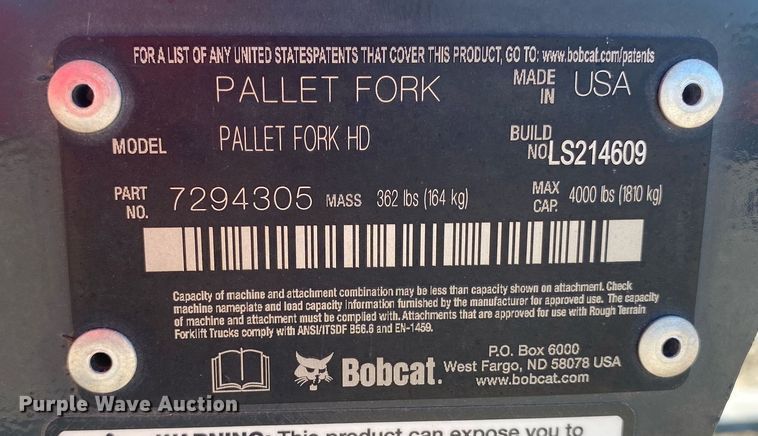 FOR A LIST OF ANY UNITED STATESPATENTS THAT COVER THIS PRODUCT, GO TO: www.bobcat.com/patents
PALLET FORK MADE IN USA
MODEL PALLET FORK HD BUILD NO LS214609
PART NO. 7294305 MASS 362 lbs (164 kg) MAX CAP. 4000 lbs (1810 kg)
Capacity of machine and attachment combination may be less than capacity shown on attachment. Check
machine nameplate and load capacity information furnished by the manufacturer for approved use. The capacity
of machine and attachment must be complied with. Attachments that are approved for use with Rough Terrain
Forklift Trucks comply with ANSI/ITSDF B56.6 and EN-1459.
Bobcat.
P.O. Box 6000
West Fargo, ND 58078 USA
www.bobcat.com
Purple Wave Auction
WARNING: This product can expose you to
Purple Wave Auction